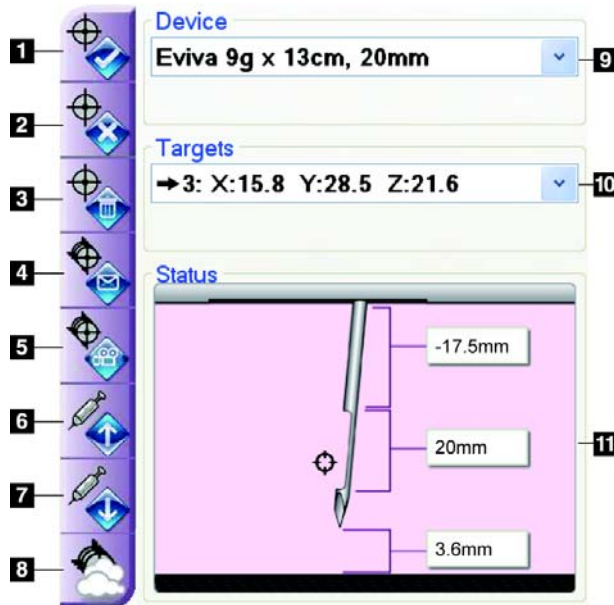 Device
1
Eviva 9g x 13cm, 20mm
9
2
Targets
3
➔3: X:15.8 Y:28.5 Z:21.6
10
4
Status
5
-17.5mm
6
20mm
11
7
3.6mm
8